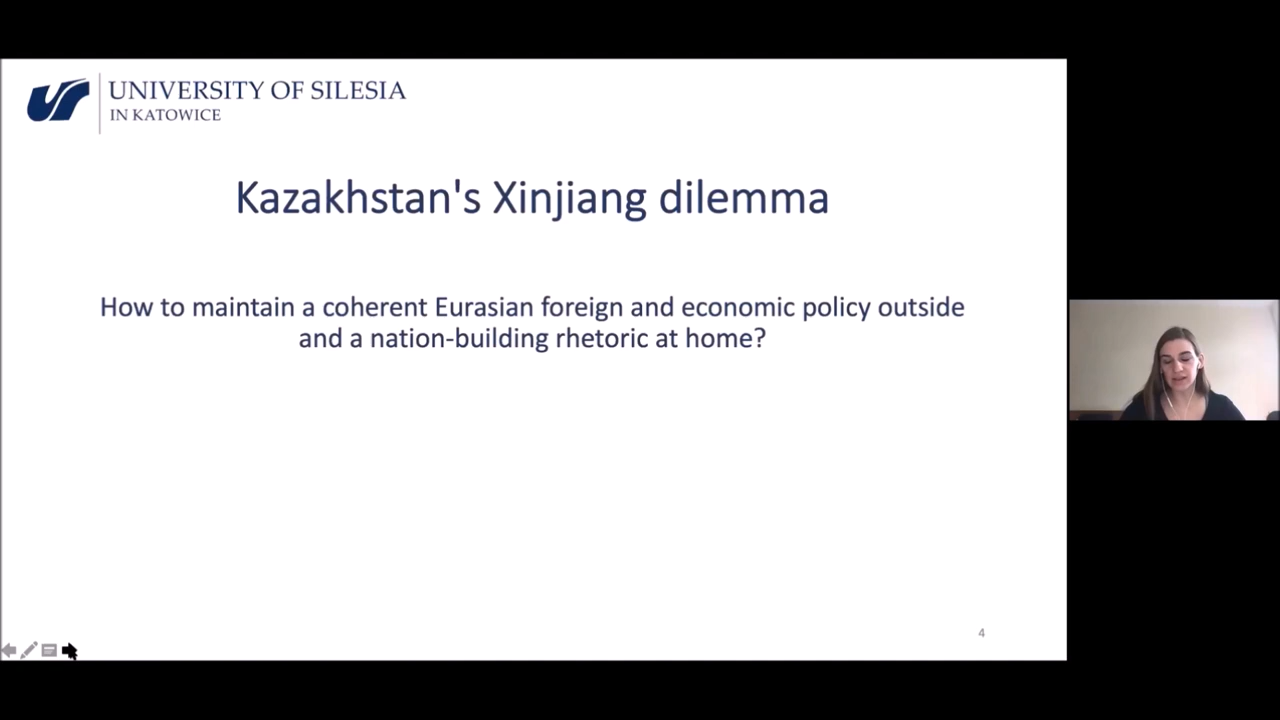 UNIVERSITY OF SILESIA
IN KATOWICE
Kazakhstan's Xinjiang dilemma
How to maintain a coherent Eurasian foreign and economic policy outside
and a nation-building rhetoric at home?
4